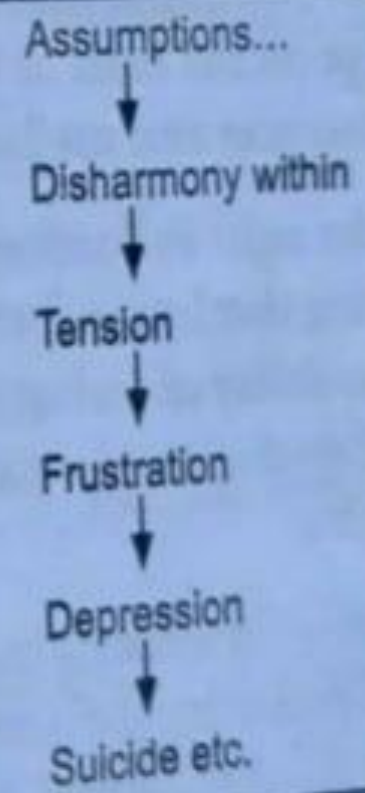 Assumptions...
Disharmony within
Tension
Frustration
Depression
Suicide etc.